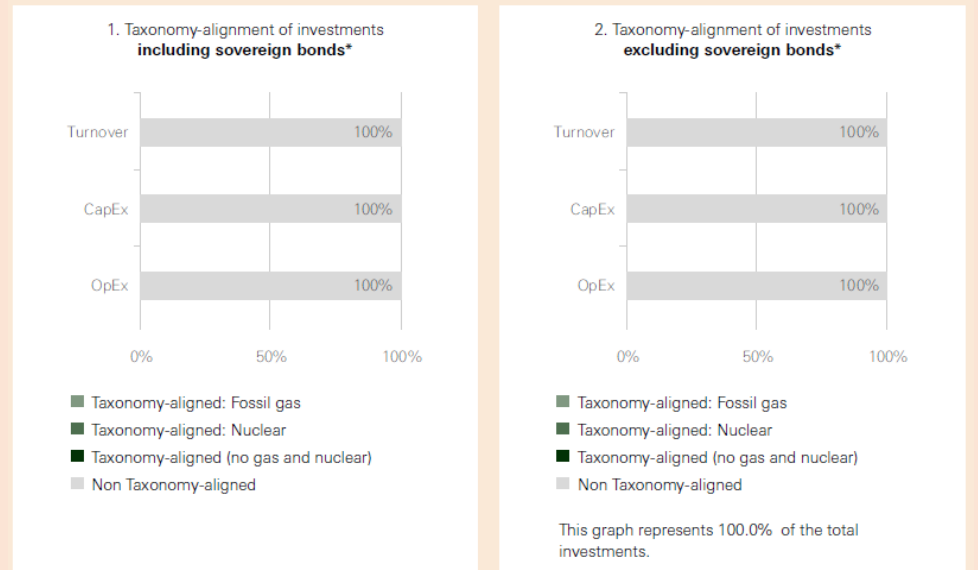 1. Taxonomy-alignment of investments
including sovereign bonds*
Turnover
100%
CapEx
100%
OpEx
100%
0%
50%
100%
Taxonomy-aligned: Fossil gas
Taxonomy-aligned: Nuclear
Taxonomy-aligned (no gas and nuclear)
Non Taxonomy-aligned
2. Taxonomy-alignment of investments
excluding sovereign bonds*
Turnover
100%
CapEx
100%
OpEx
100%
0%
50%
100%
Taxonomy-aligned: Fossil gas
Taxonomy-aligned: Nuclear
Taxonomy-aligned (no gas and nuclear)
Non Taxonomy-aligned
This graph represents 100.0% of the total
investments.